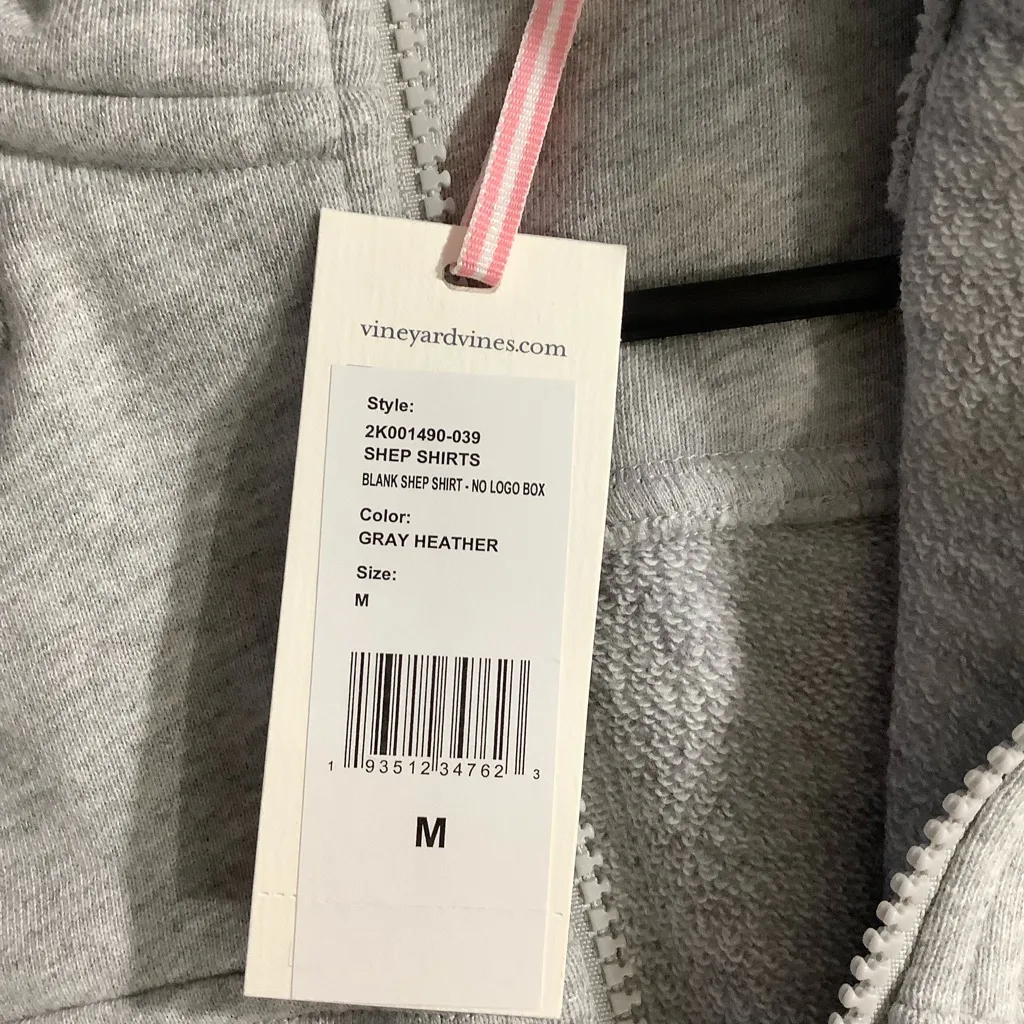 vineyardvines.com
Style:
2K001490-039
SHEP SHIRTS
BLANK SHEP SHIRT - NO LOGO BOX
Color:
GRAY HEATHER
Size:
M
1 93512 34762 3
M